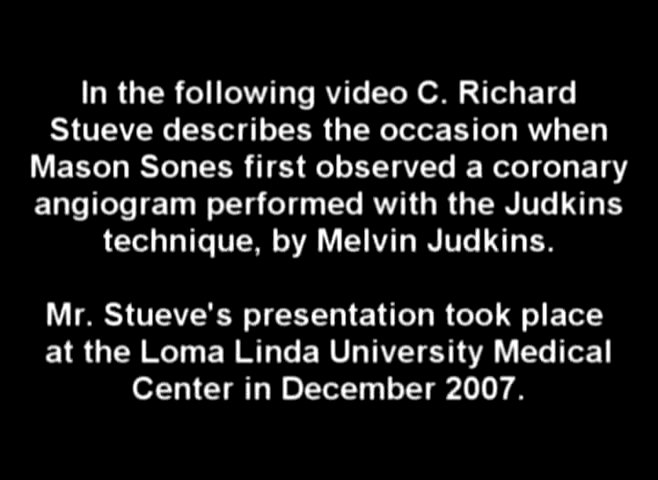 In the following video C. Richard
Stueve describes the occasion when
Mason Sones first observed a coronary
angiogram performed with the Judkins
technique, by Melvin Judkins.
Mr. Stueve's presentation took place
at the Loma Linda University Medical
Center in December 2007.